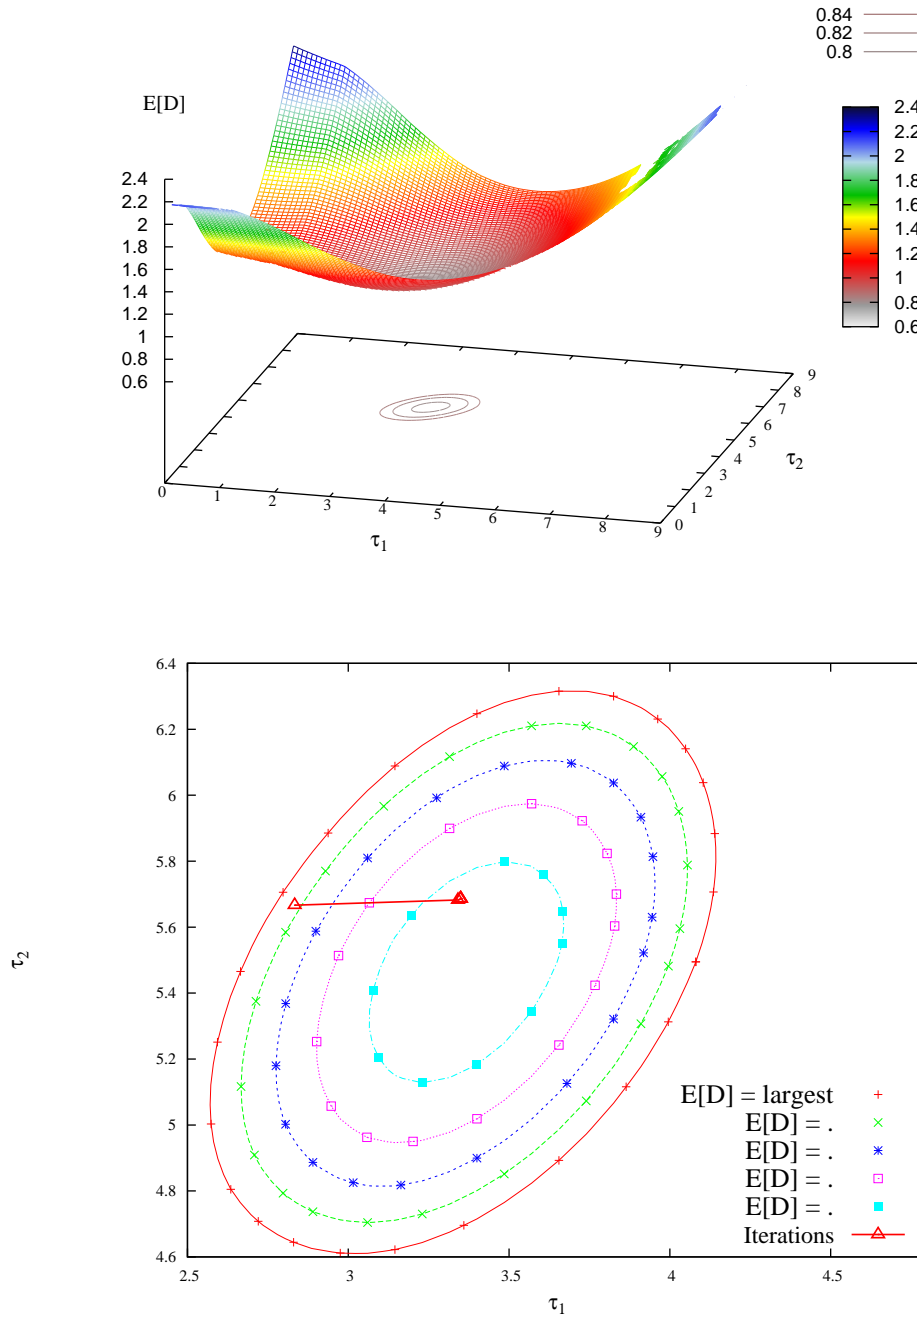 0.84
0.82
0.8
E[D]
2.4
2.2
2
1.8
1.6
1.4
1.2
1
0.8
0.6
2.4
2.2
2
1.8
1.6
1.4
1.2
1
0.8
0.6
0 1 2 3 4 5 6 7 8 9
τ1
0 1 2 3 4 5 6 7 8 9
τ2
6.4
6.2
6
5.8
5.6
5.4
5.2
5
4.8
4.6
τ2
2.5 3 3.5 4 4.5
τ1
E[D] = largest
E[D] = .
E[D] = .
E[D] = .
E[D] = .
Iterations